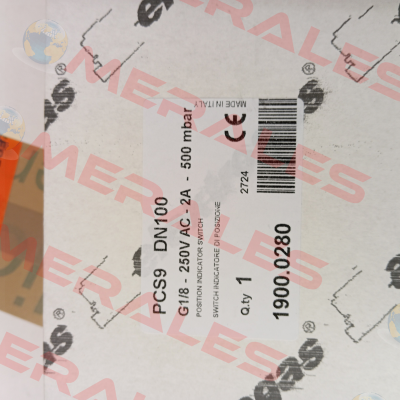 PCS9 DN100
G1/8 - 250V AC - 2A - 500 mbar
POSITION INDICATOR SWITCH
SWITCH INDICATORE DI POSIZIONE
Q.ty 1
2724
CE
MADE IN ITALY
1900.0280
MERALES
MERALES
MERALES